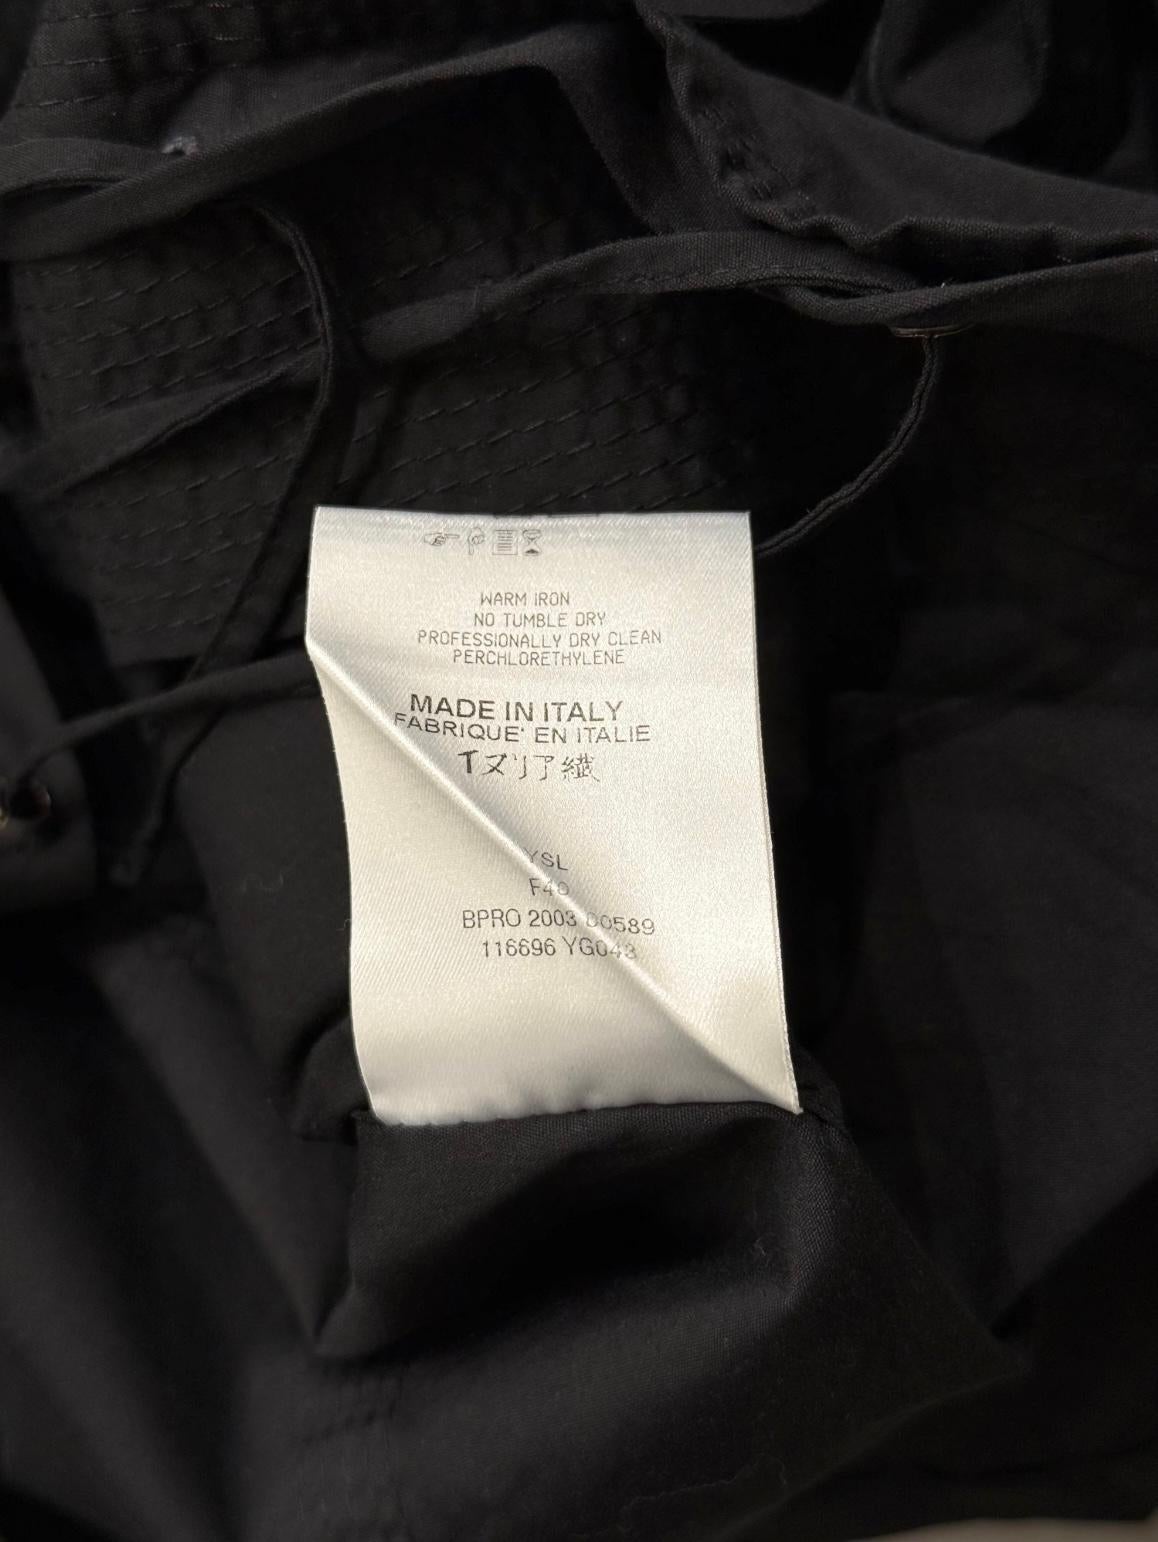 WARM IRON
NO TUMBLE DRY
PROFESSIONALLY DRY CLEAN
PERCHLORETHYLENE
MADE IN ITALY
FABRIQUE' EN ITALIE
YSL
BPRO 2003 00589
116696 YG043